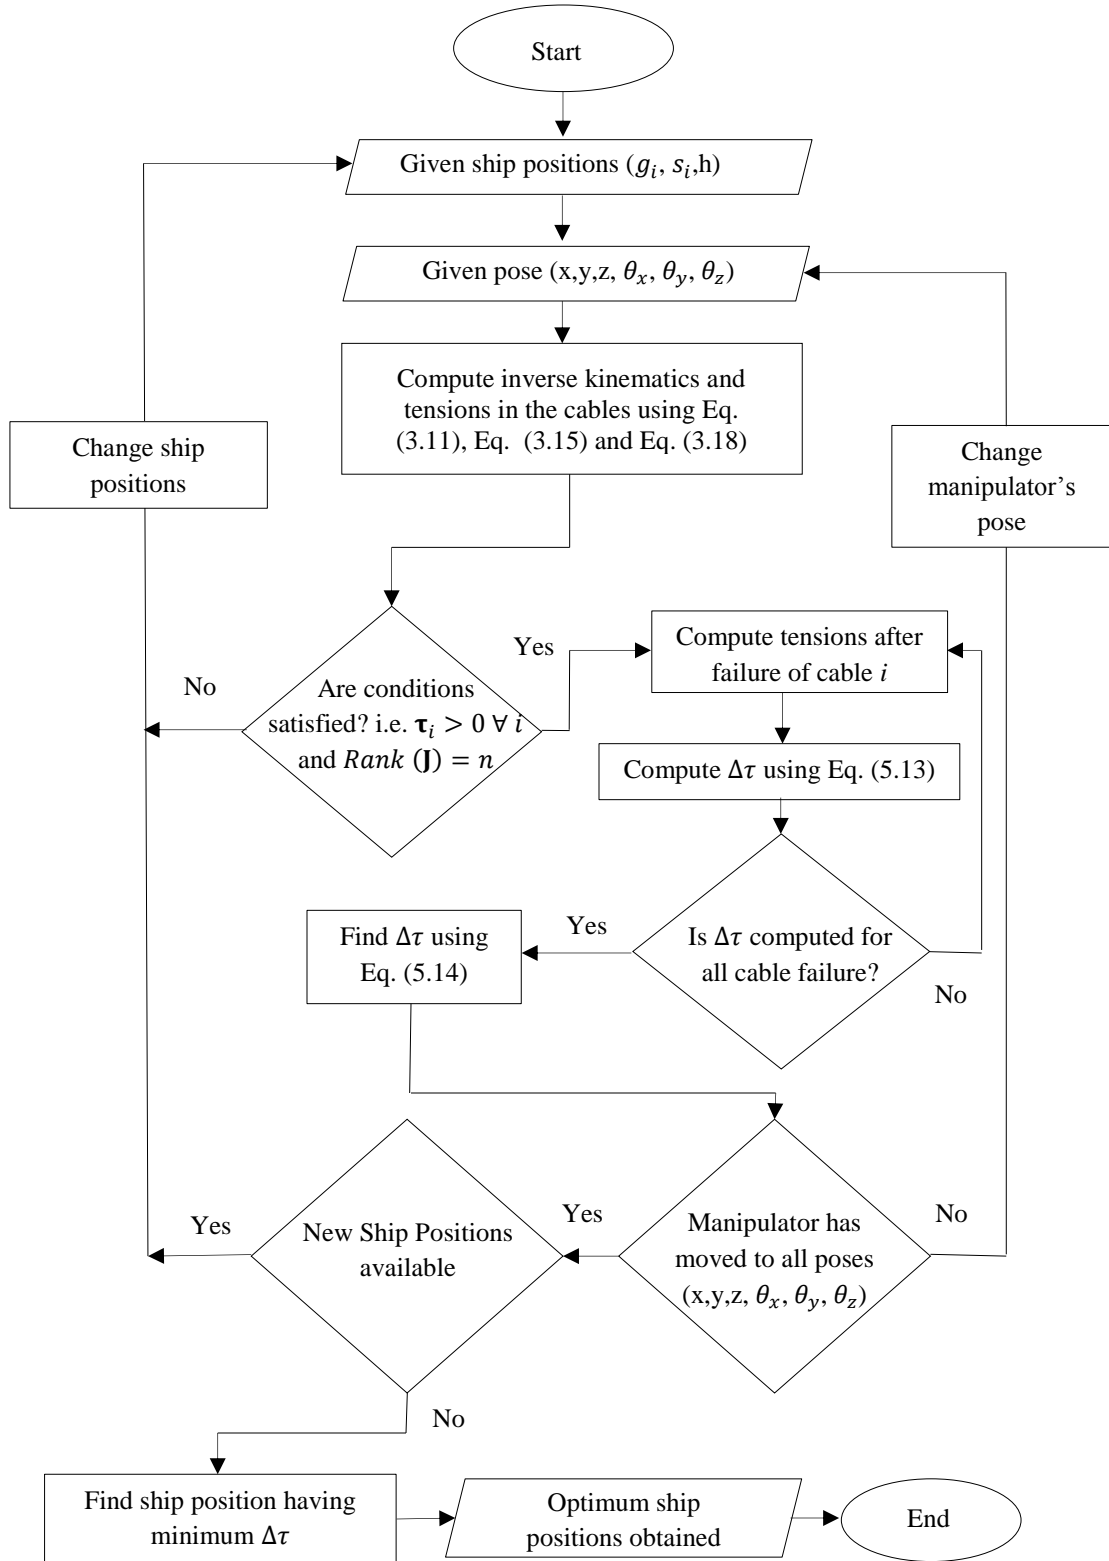 Start
Given ship positions (𝑔ᵢ, 𝑠ᵢ,h)
Given pose (x,y,z, 𝜃ₓ, 𝜃_y, 𝜃_z)
Compute inverse kinematics and
tensions in the cables using Eq.
(3.11), Eq. (3.15) and Eq. (3.18)
Change ship
positions
Change
manipulator’s
pose
Yes
Compute tensions after
failure of cable 𝑖
No
Are conditions
satisfied? i.e. 𝛕ᵢ > 0 ∀ 𝑖
and 𝑅𝑎𝑛𝑘 (𝐉) = 𝑛
Compute Δ𝜏 using Eq. (5.13)
Yes
Find Δ𝜏 using
Eq. (5.14)
Is Δ𝜏 computed for
all cable failure?
No
Yes
New Ship Positions
available
Yes
Manipulator has
moved to all poses
(x,y,z, 𝜃ₓ, 𝜃_y, 𝜃_z)
No
No
Find ship position having
minimum Δ𝜏
Optimum ship
positions obtained
End